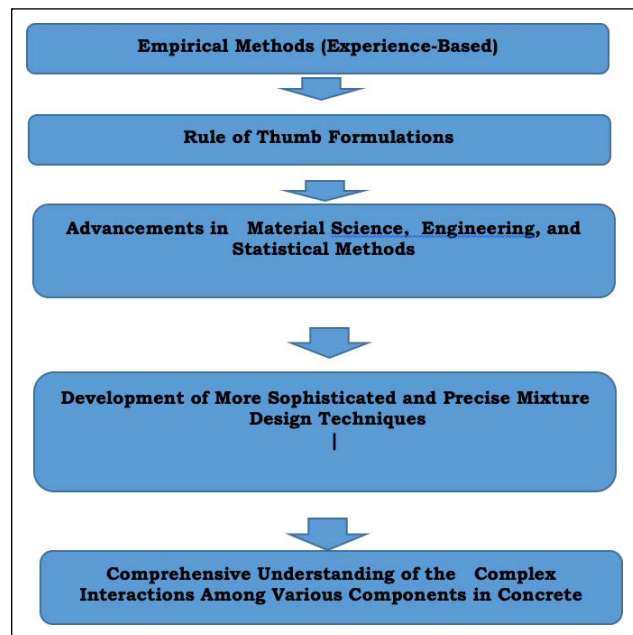 Empirical Methods (Experience-Based)
Rule of Thumb Formulations
Advancements in Material Science, Engineering, and
Statistical Methods
Development of More Sophisticated and Precise Mixture
Design Techniques
|
Comprehensive Understanding of the Complex
Interactions Among Various Components in Concrete